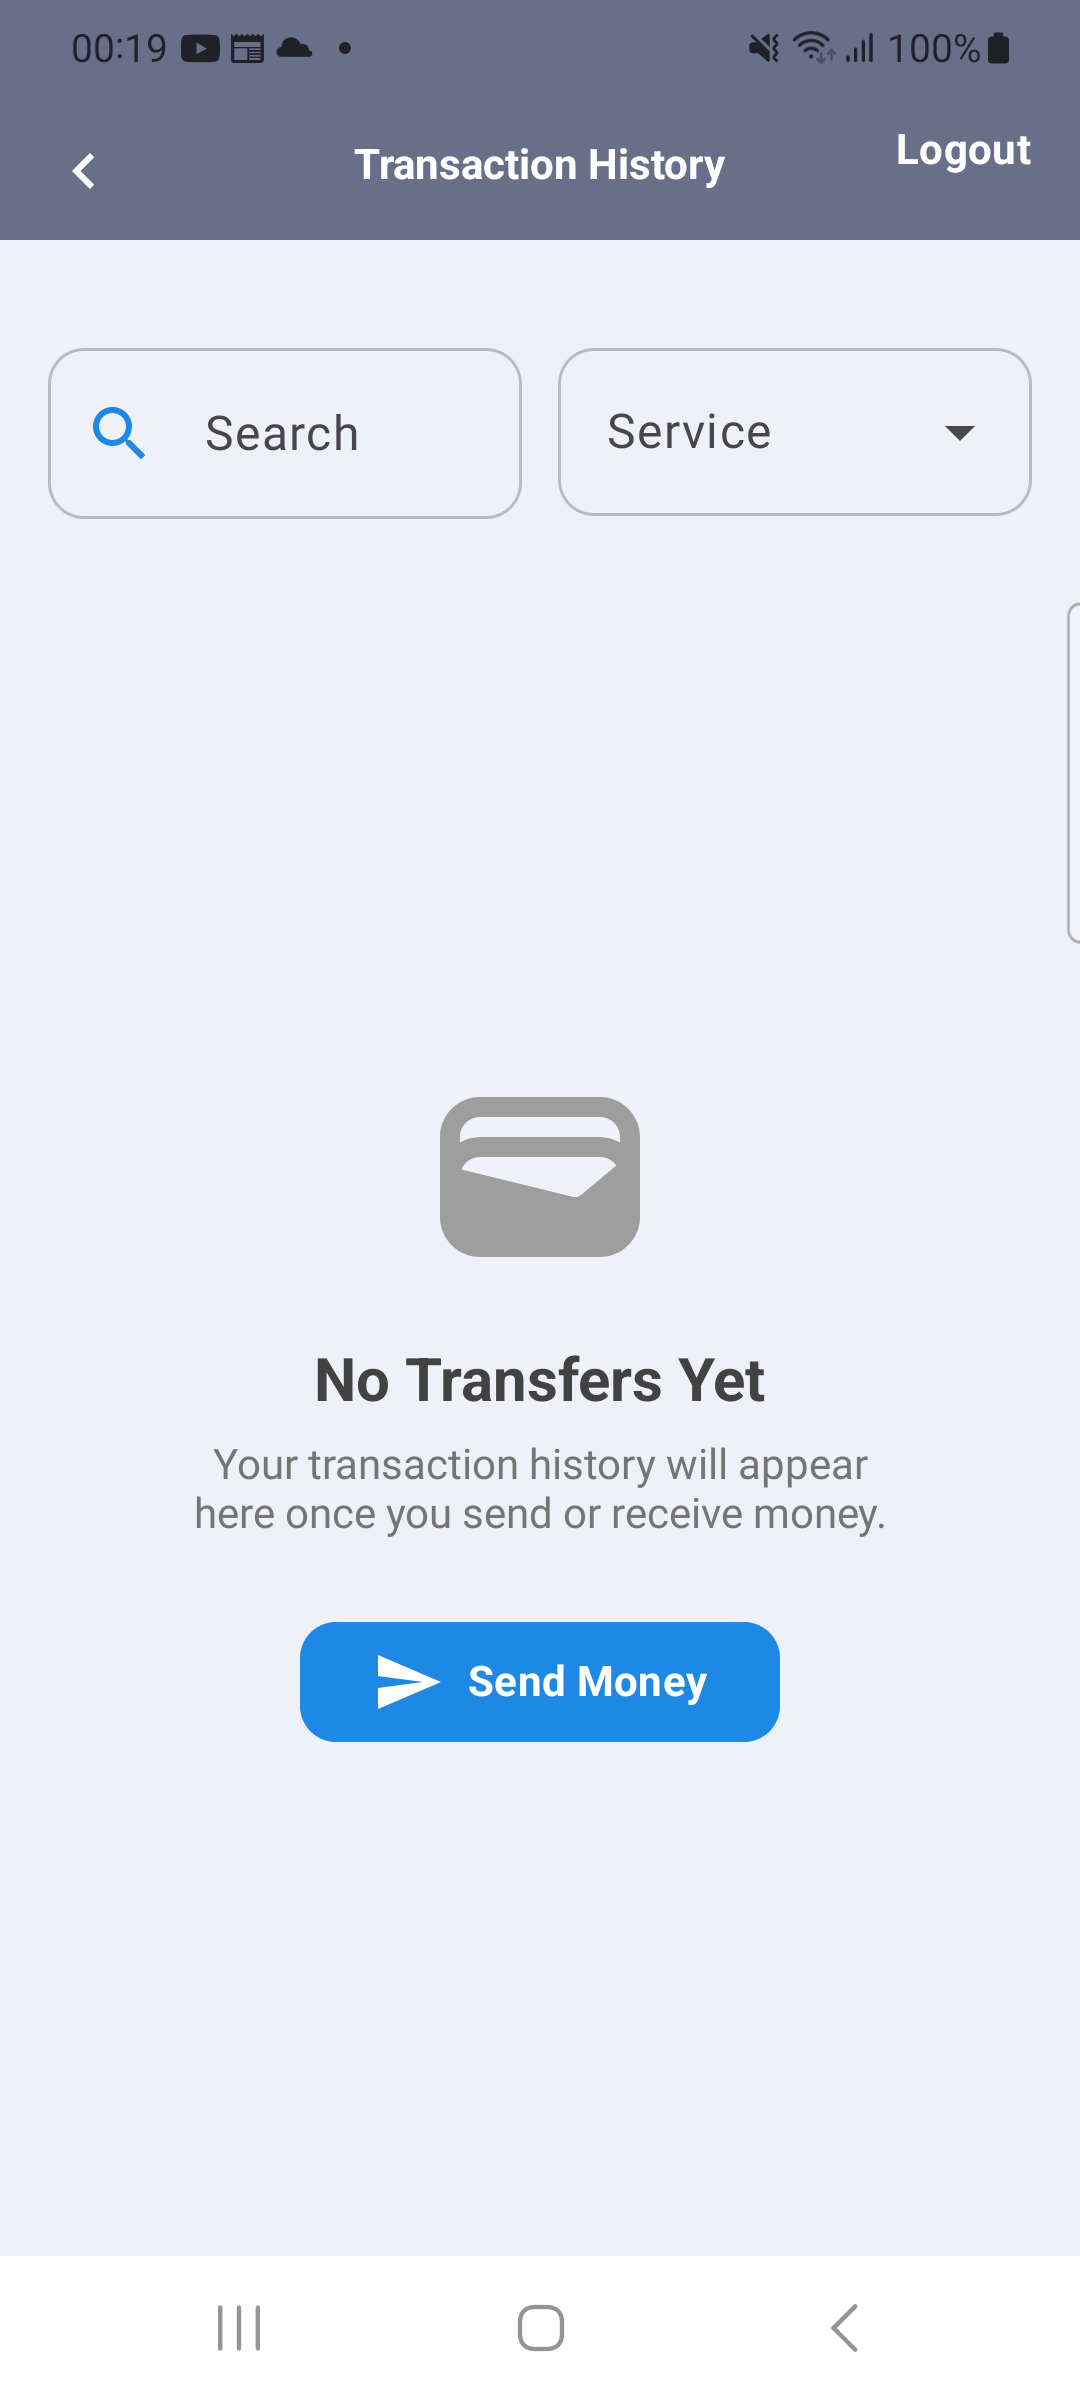 00:19
100%
Transaction History
Logout
Search
Service
No Transfers Yet
Your transaction history will appear
here once you send or receive money.
Send Money